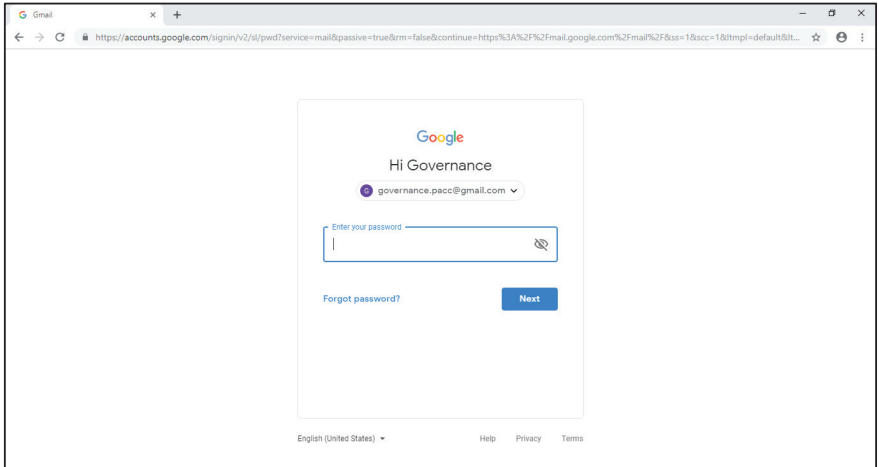 Gmail
https://accounts.google.com/signin/v2/sl/pwd?service=mail&passive=true&rm=false&continue=https%3A%2F%2Fmail.google.com%2Fmail%2F&ss=1&scc=1&ltmpl=default&lt...
Google
Hi Governance
G governance.pacc@gmail.com
Enter your password
Forgot password? Next
English (United States) Help Privacy Terms